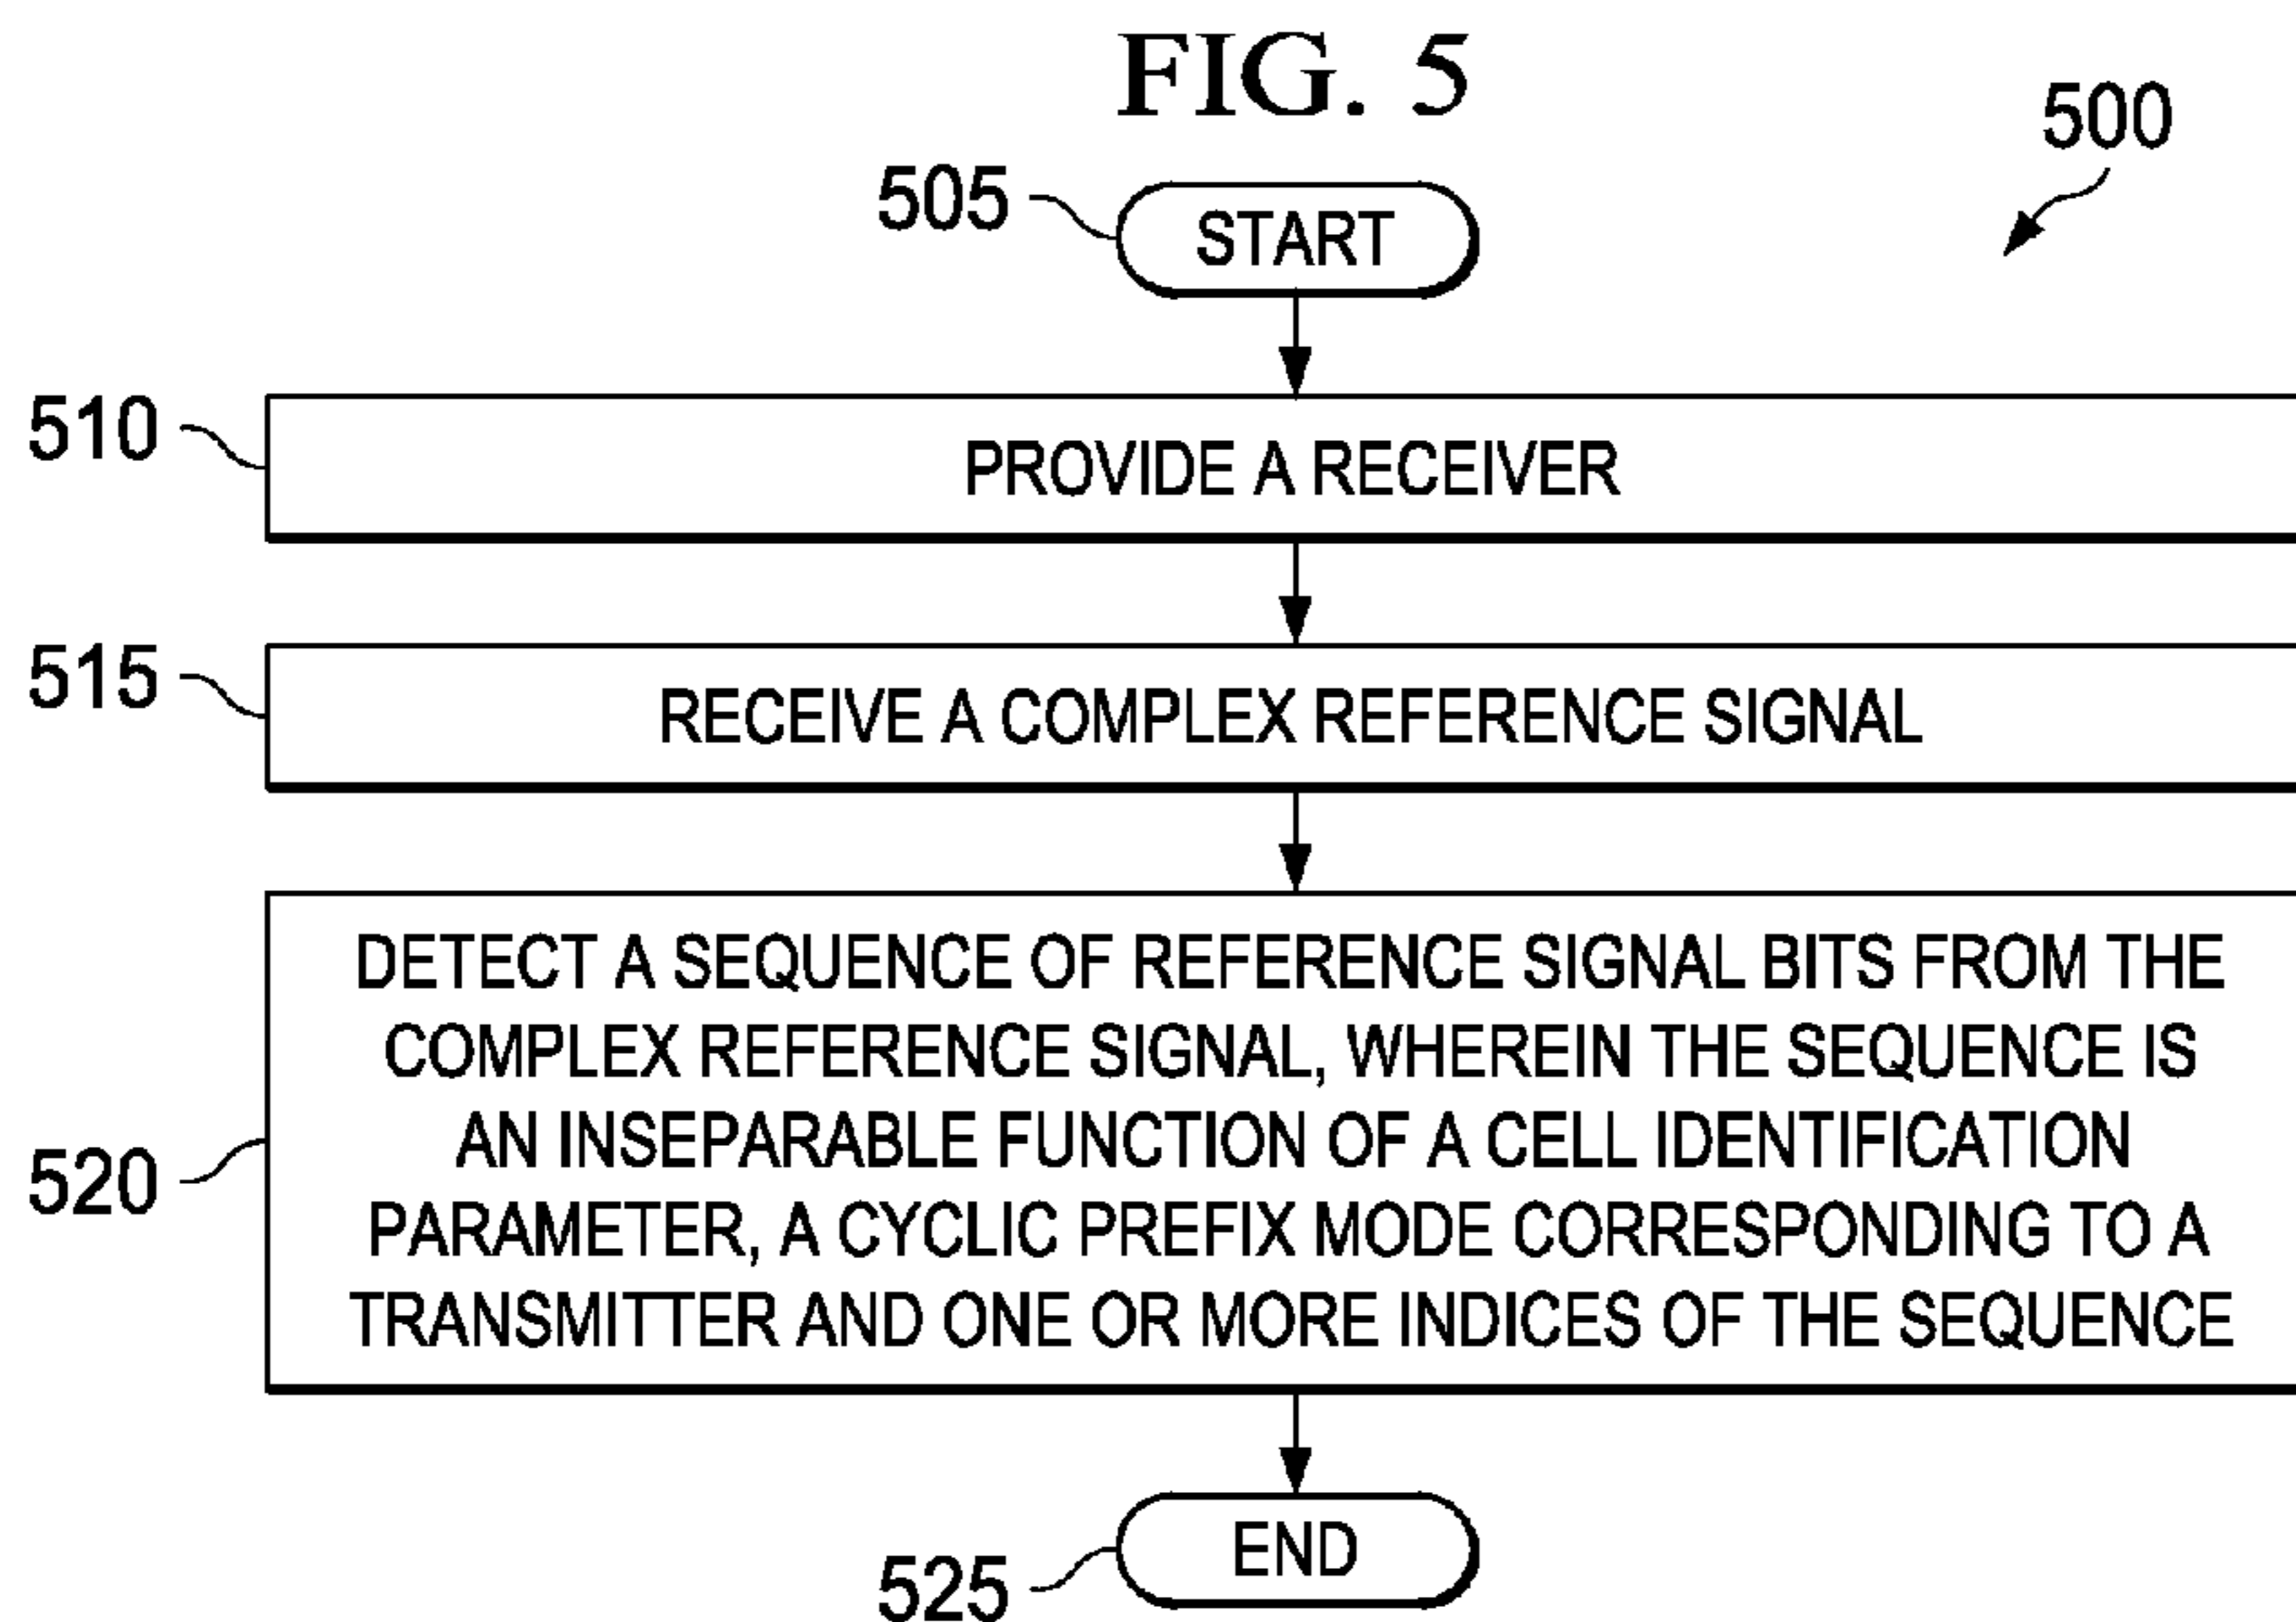 FIG. 5
500
505
START
510
PROVIDE A RECEIVER
515
RECEIVE A COMPLEX REFERENCE SIGNAL
520
DETECT A SEQUENCE OF REFERENCE SIGNAL BITS FROM THE
COMPLEX REFERENCE SIGNAL, WHEREIN THE SEQUENCE IS
AN INSEPARABLE FUNCTION OF A CELL IDENTIFICATION
PARAMETER, A CYCLIC PREFIX MODE CORRESPONDING TO A
TRANSMITTER AND ONE OR MORE INDICES OF THE SEQUENCE
525
END